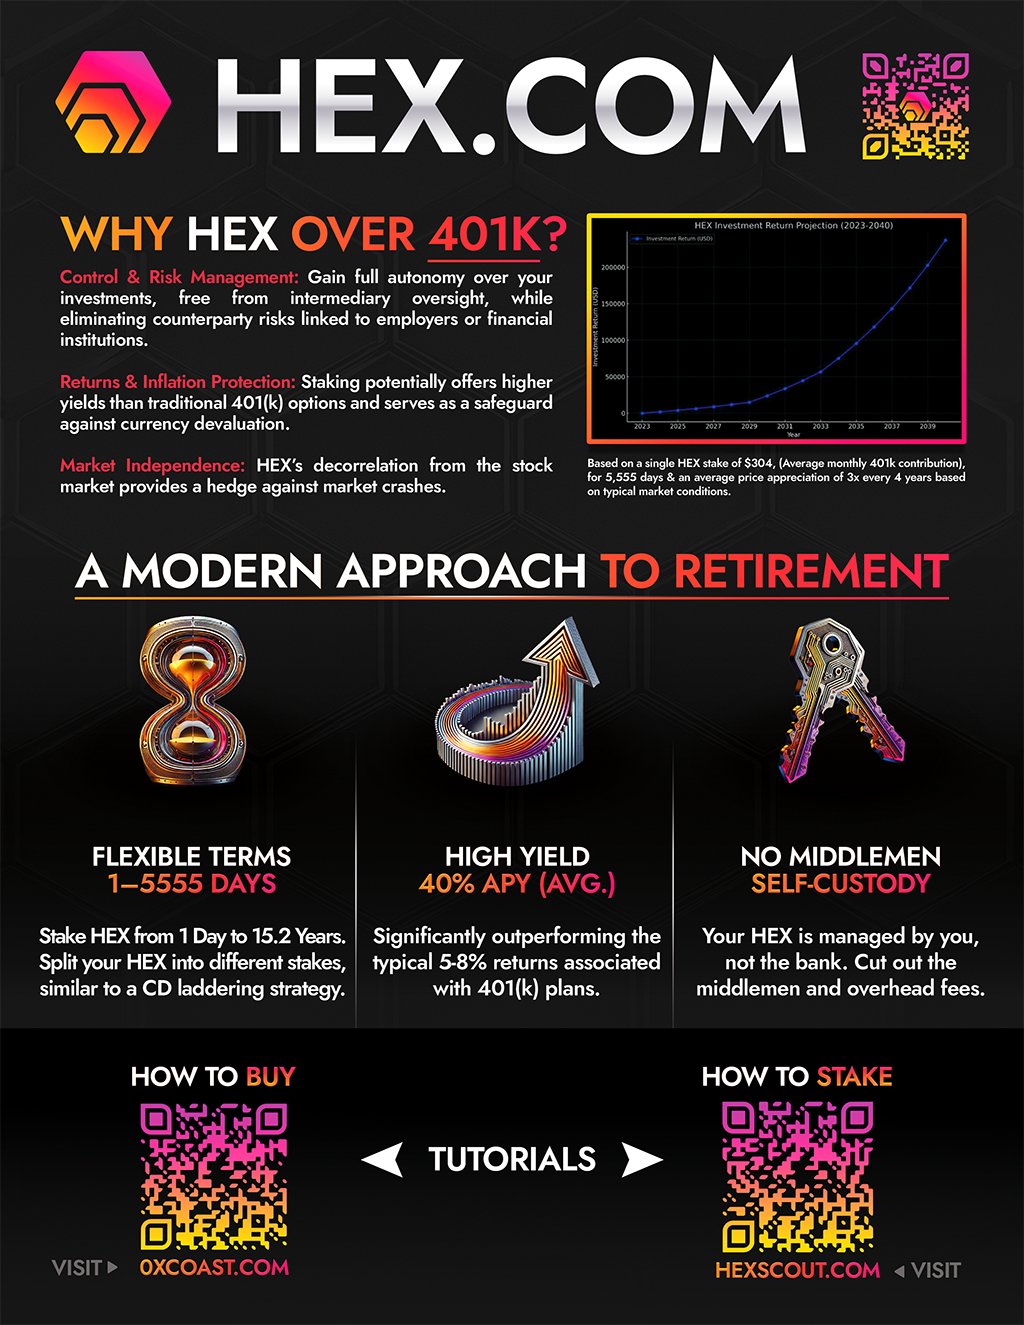 HEX.COM
WHY HEX OVER 401K?
Control & Risk Management: Gain full autonomy over your
investments, free from intermediary oversight, while
eliminating counterparty risks linked to employers or financial
institutions.
Returns & Inflation Protection: Staking potentially offers higher
yields than traditional 401(k) options and serves as a safeguard
against currency devaluation.
Market Independence: HEX's decorrelation from the stock
market provides a hedge against market crashes.
HEX Investment Return Projection (2023-2040)
Investment Return (USD)
Investment Return (USD)
200000
150000
100000
50000
0
2023 2025 2027 2029 2031 2033 2035 2037 2039
Year
Based on a single HEX stake of $304, (Average monthly 401k contribution),
for 5,555 days & an average price appreciation of 3x every 4 years based
on typical market conditions.
A MODERN APPROACH TO RETIREMENT
FLEXIBLE TERMS
1–5555 DAYS
Stake HEX from 1 Day to 15.2 Years.
Split your HEX into different stakes,
similar to a CD laddering strategy.
HIGH YIELD
40% APY (AVG.)
Significantly outperforming the
typical 5-8% returns associated
with 401(k) plans.
NO MIDDLEMEN
SELF-CUSTODY
Your HEX is managed by you,
not the bank. Cut out the
middlemen and overhead fees.
HOW TO BUY
VISIT 0XCOAST.COM
TUTORIALS
HOW TO STAKE
HEXSCOUT.COM VISIT